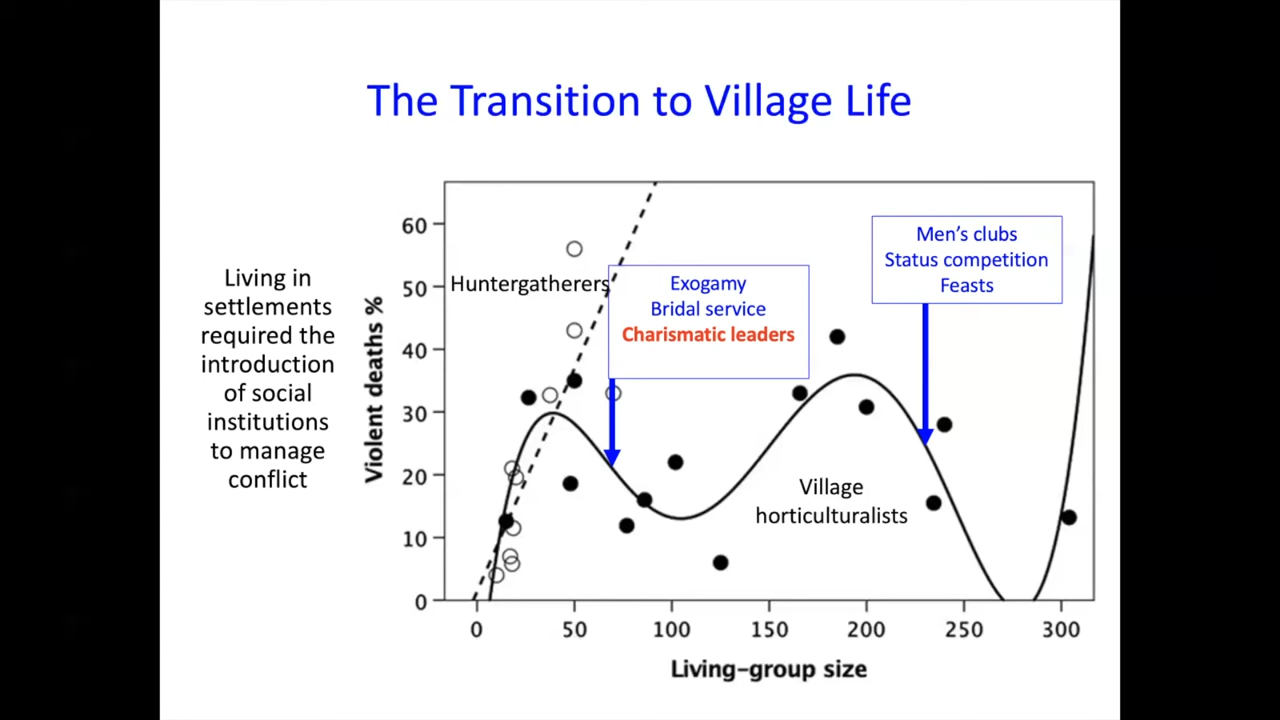 The Transition to Village Life
Living in
settlements
required the
introduction
of social
institutions
to manage
conflict
Violent deaths %
60
50
40
30
20
10
0
Huntergatherers
Exogamy
Bridal service
Charismatic leaders
Men's clubs
Status competition
Feasts
Village
horticulturalists
0
50
100
150
200
250
300
Living-group size